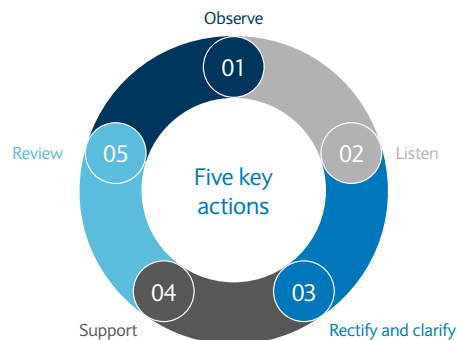 Observe
01
Review
05
Five key
actions
02
Listen
04
03
Support
Rectify and clarify